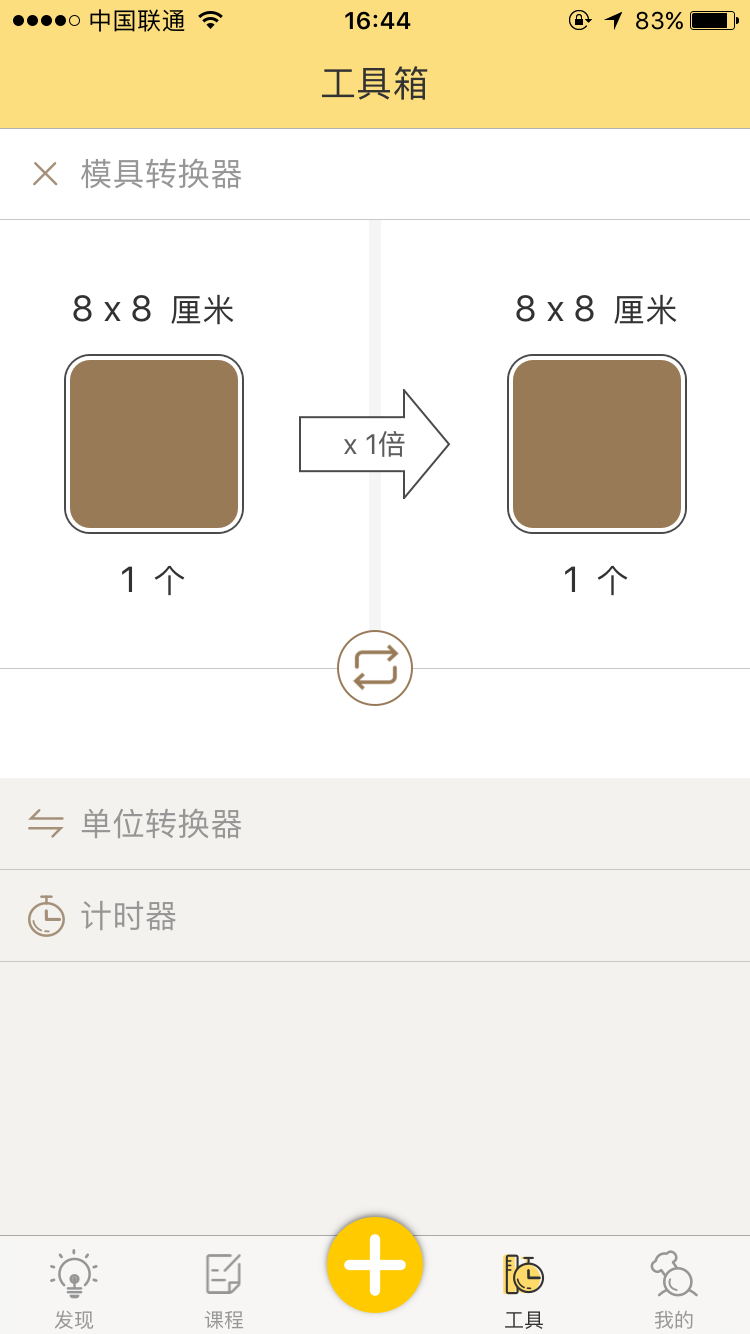 中国联通 16:44 83%
工具箱
模具转换器
8 x 8 厘米 8 x 8 厘米
x 1倍
1 个 1 个
单位转换器
计时器
发现 课程 工具 我的